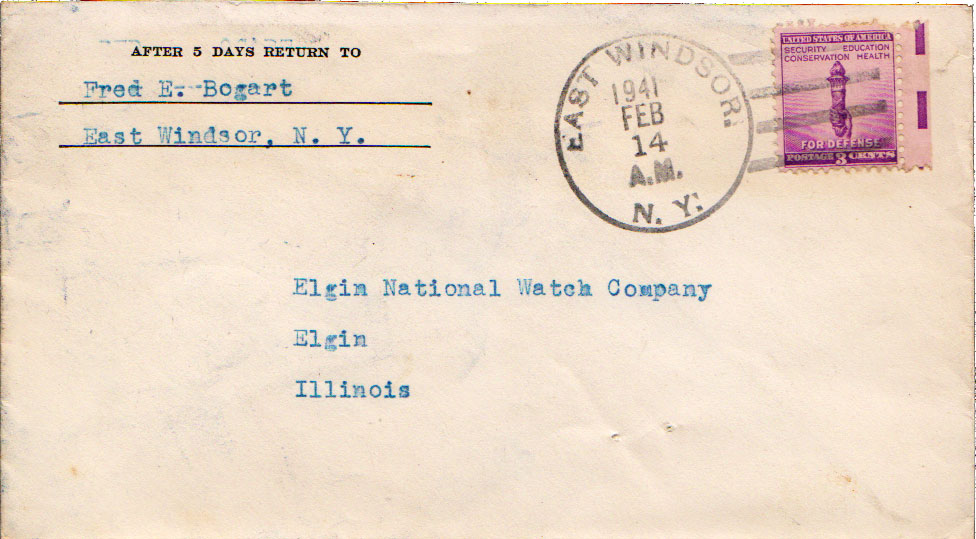 AFTER 5 DAYS RETURN TO
Fred E. Bogart
East Windsor, N. Y.
EAST WINDSOR.
1941
FEB
14
A.M.
N. Y.
UNITED STATES OF AMERICA
SECURITY EDUCATION
CONSERVATION HEALTH
FOR DEFENSE
POSTAGE 3 CENTS
Elgin National Watch Company
Elgin
Illinois